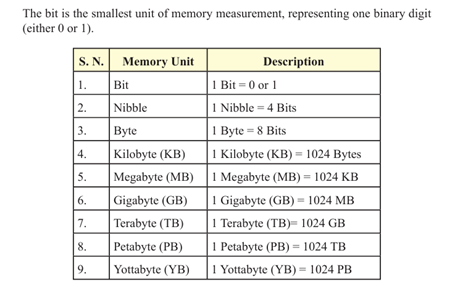 The bit is the smallest unit of memory measurement, representing one binary digit
(either 0 or 1).
S. N. Memory Unit Description
1. Bit 1 Bit = 0 or 1
2. Nibble 1 Nibble = 4 Bits
3. Byte 1 Byte = 8 Bits
4. Kilobyte (KB) 1 Kilobyte (KB) = 1024 Bytes
5. Megabyte (MB) 1 Megabyte (MB) = 1024 KB
6. Gigabyte (GB) 1 Gigabyte (GB) = 1024 MB
7. Terabyte (TB) 1 Terabyte (TB)= 1024 GB
8. Petabyte (PB) 1 Petabyte (PB) = 1024 TB
9. Yottabyte (YB) 1 Yottabyte (YB) = 1024 PB